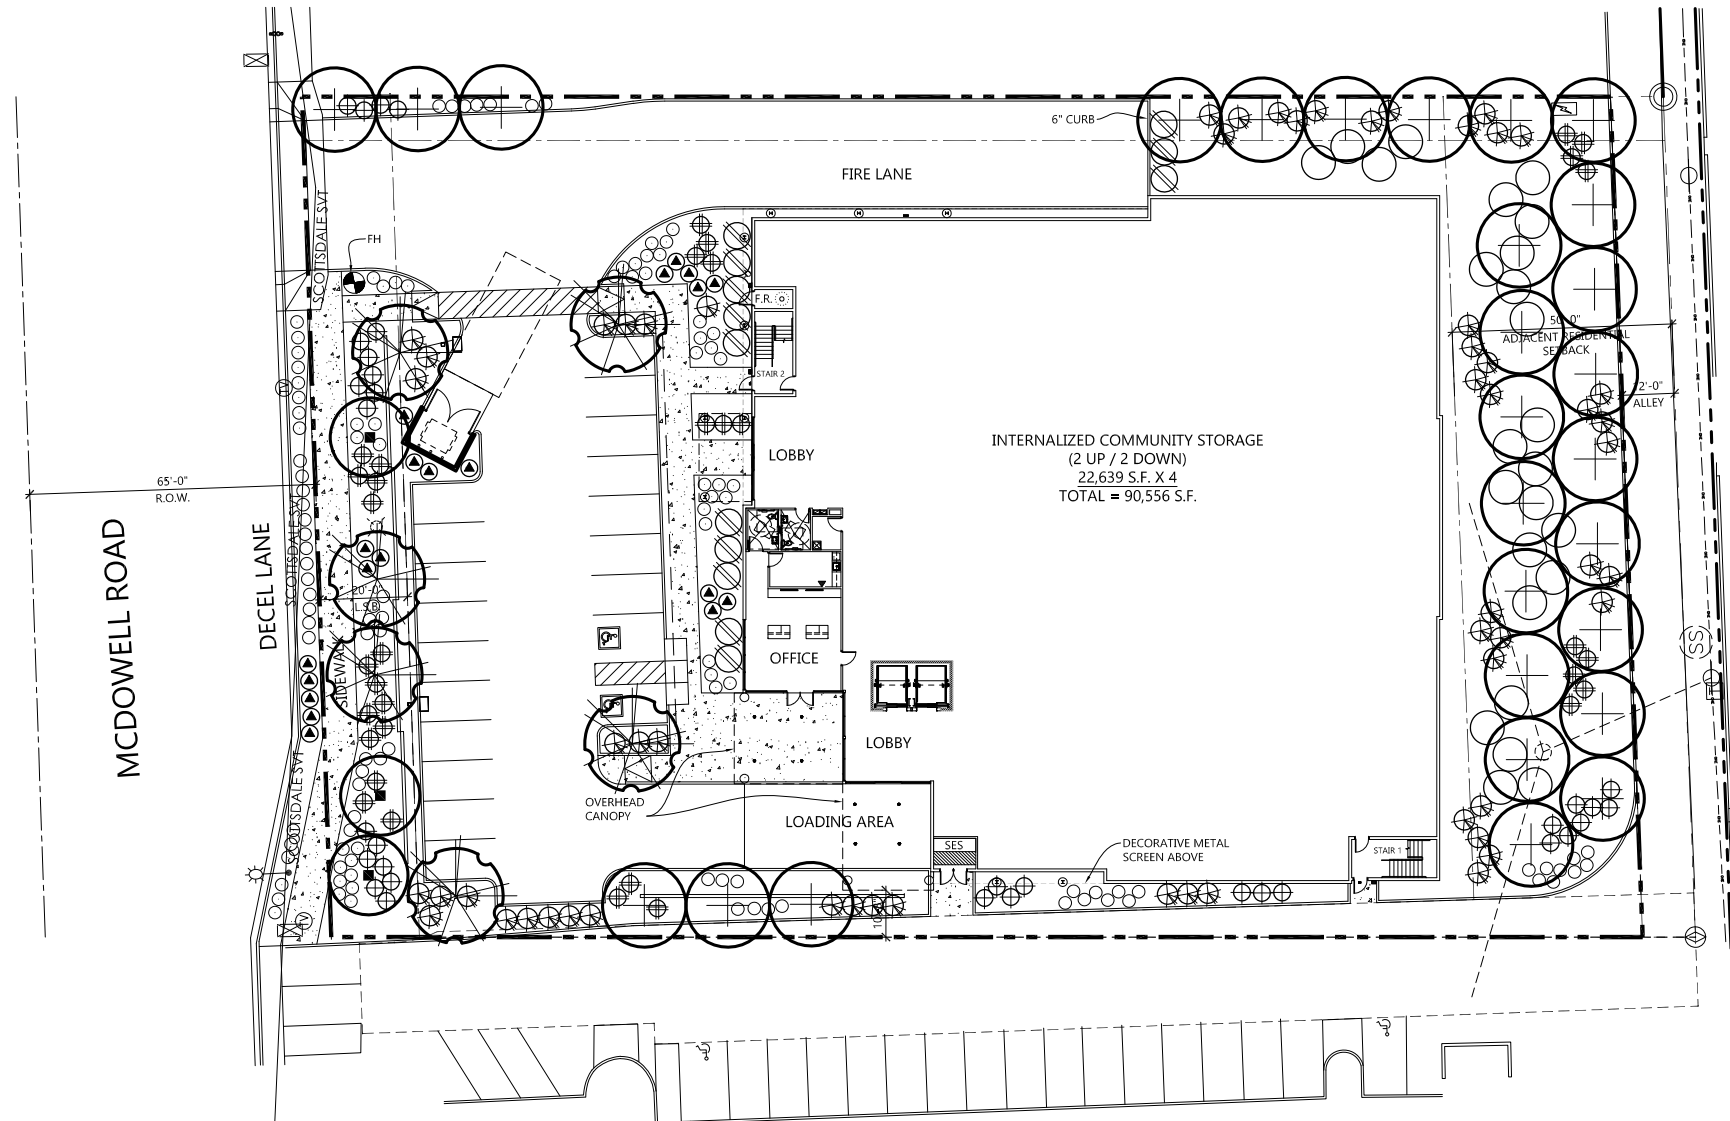 6" CURB
FIRE LANE
SCOTTSDALE SVT
FH
F.R.
STAIR 2
50'-0"
ADJACENT RESIDENTIAL
SETBACK
ALLEY
INTERNALIZED COMMUNITY STORAGE
(2 UP / 2 DOWN)
22,639 S.F. X 4
TOTAL = 90,556 S.F.
LOBBY
65'-0"
R.O.W.
MCDOWELL ROAD
DECEL LANE
SCOTTSDALE SVT
20'-0"
L.S.B.
SIDEWALK
OFFICE
LOBBY
SCOTTSDALE SVT
OVERHEAD
CANOPY
LOADING AREA
SES
DECORATIVE METAL
SCREEN ABOVE
STAIR 1
SS